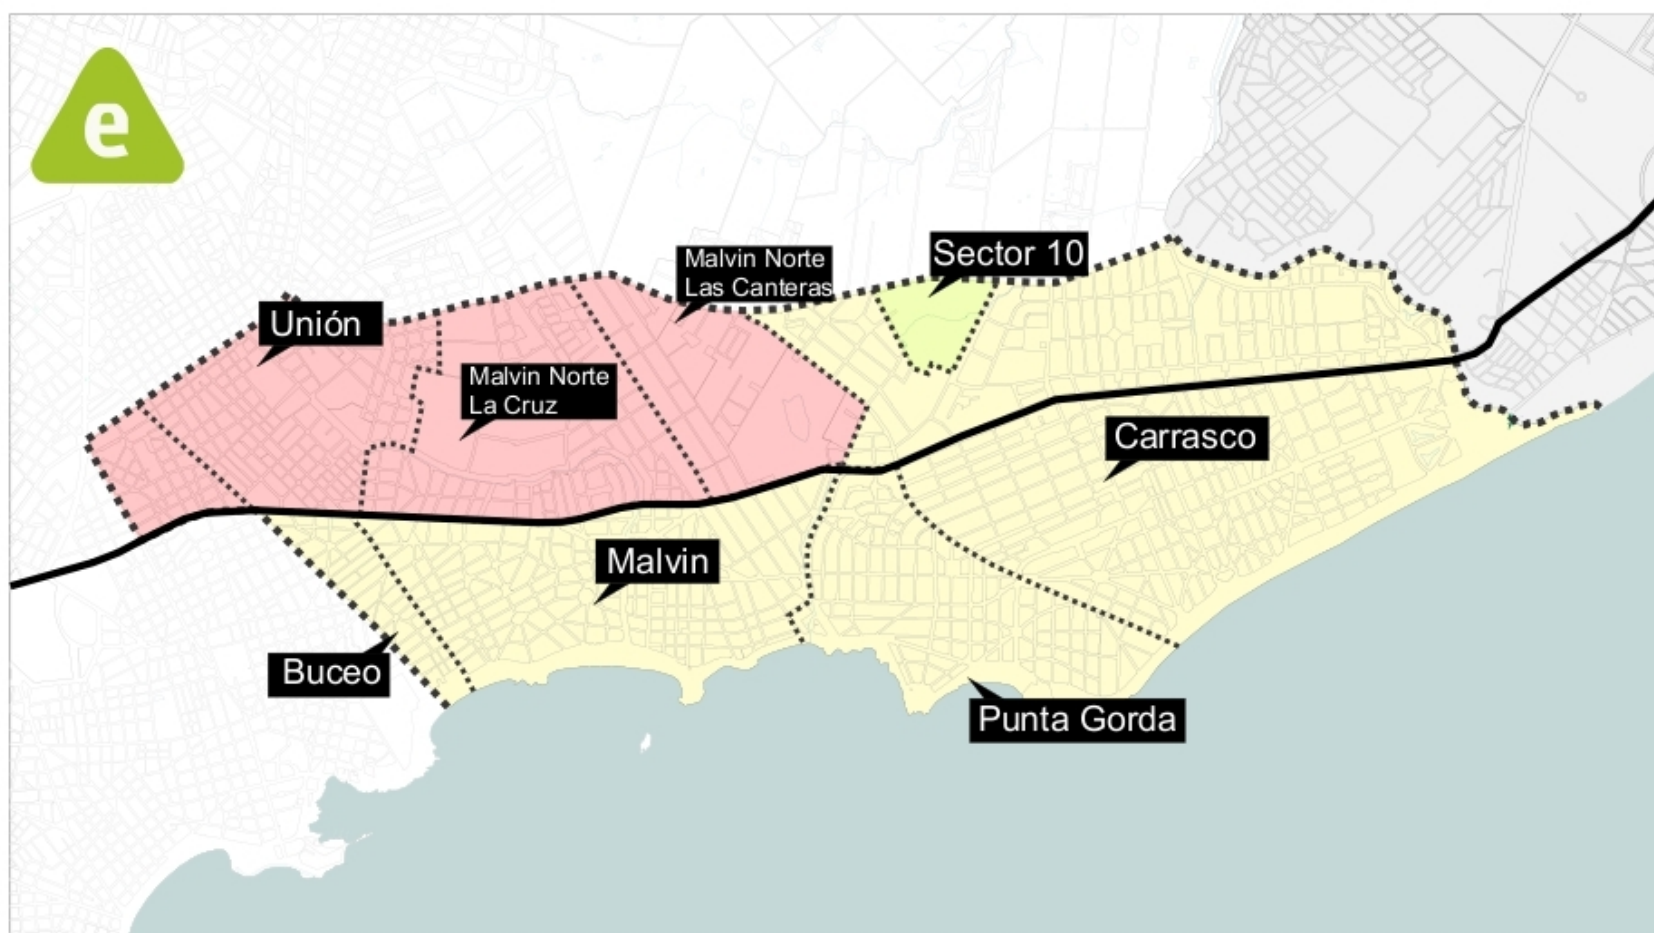 e
Malvin Norte
Las Canteras
Sector 10
Unión
Malvin Norte
La Cruz
Carrasco
Malvin
Buceo
Punta Gorda